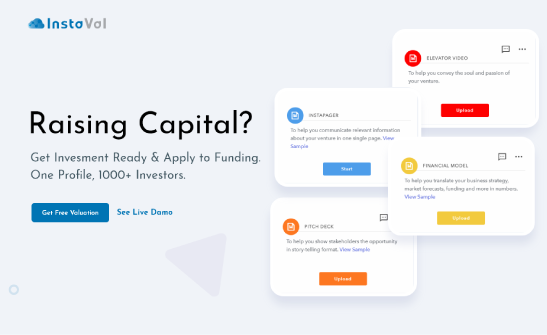 InstaVal
Raising Capital?
Get Invesment Ready & Apply to Funding.
One Profile, 1000+ Investors.
Get Free Valuation
See Live Damo
ELEVATOR VIDEO
To help you convey the soul and passion of
your venture.
Upload
INSTAPAGER
To help you communicate relevant information
about your venture in one single page. View
Sample
Start
FINANCIAL MODEL
To help you translate your business strategy,
market forecasts, funding and more in numbers.
View Sample
Upload
PITCH DECK
To help you show stakeholders the opportunity
in story telling format. View Sample
Upload